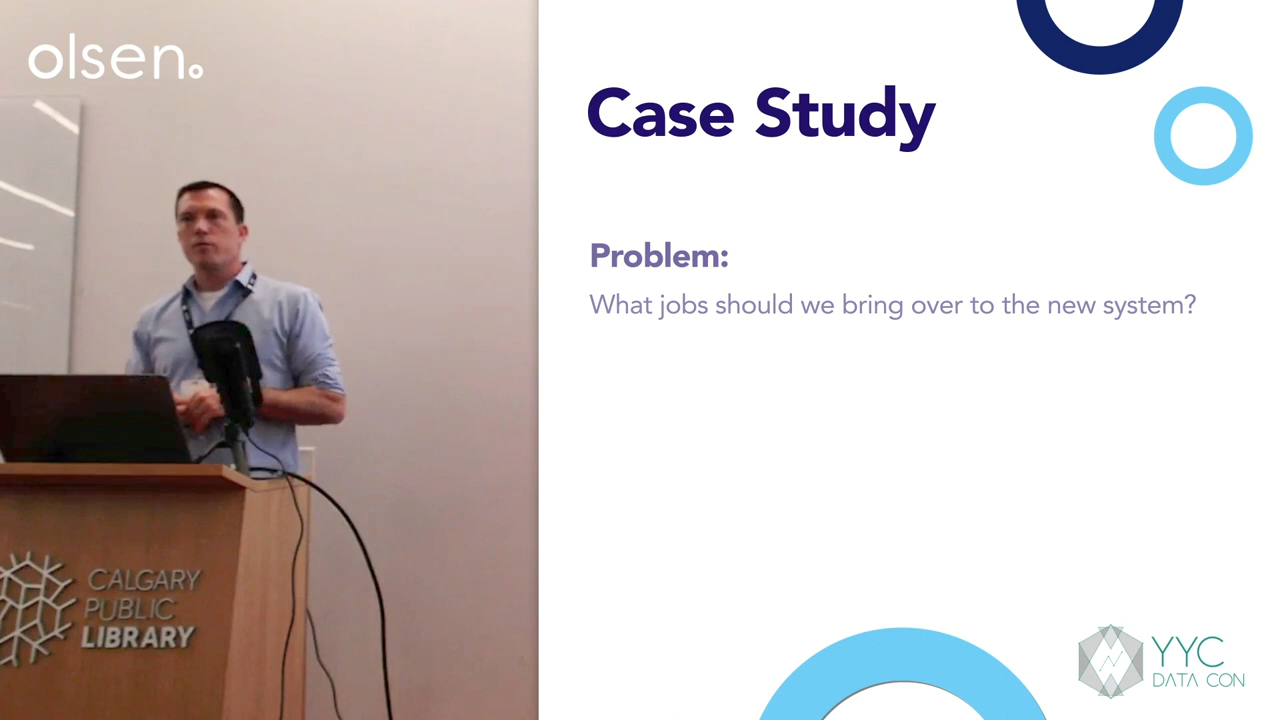 olsen.
Case Study
Problem:
What jobs should we bring over to the new system?
CALGARY
PUBLIC
LIBRARY
YYC
DATA CON